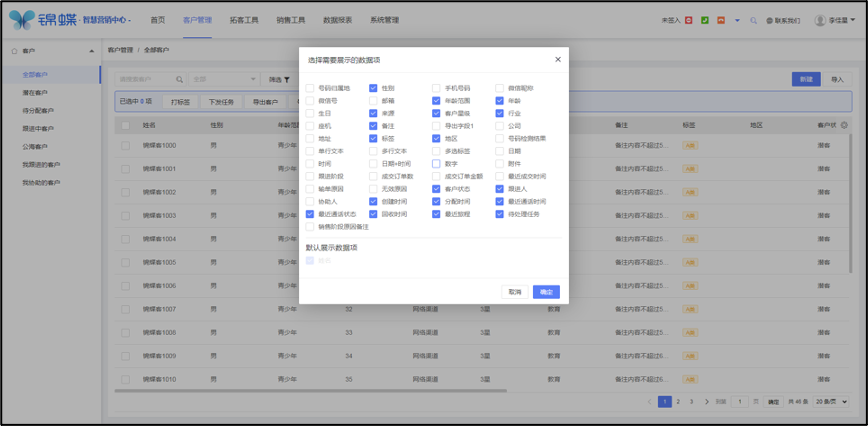 锦蝶 · 智慧营销中心 · 首页 客户管理 拓客工具 销售工具 数据报表 系统管理 未签入 联系我们 李佳星
客户 客户管理 / 全部客户
全部客户
潜在客户
待分配客户
跟进中客户
公海客户
我跟进的客户
我协助的客户
请搜索客户 全部 筛选 新建 导入
已选中 0 项 打标签 下发任务 导出客户
姓名 性别 年龄范 备注 标签 地区 客户状
锦蝶客1000 男 青少年 备注内容不超过5... A类 潜客
锦蝶客1001 男 青少年 备注内容不超过5... A类 潜客
锦蝶客1002 男 青少年 备注内容不超过5... A类 潜客
锦蝶客1003 男 青少年 备注内容不超过5... A类 潜客
锦蝶客1004 男 青少年 备注内容不超过5... A类 潜客
锦蝶客1005 男 青少年 备注内容不超过5... A类 潜客
锦蝶客1006 男 青少年 备注内容不超过5... A类 潜客
锦蝶客1007 男 青少年 32 网络渠道 S星 教育 备注内容不超过5... A类 潜客
锦蝶客1008 男 青少年 33 网络渠道 S星 教育 备注内容不超过5... A类 潜客
锦蝶客1009 男 青少年 34 网络渠道 S星 教育 备注内容不超过6... A类 潜客
锦蝶客1010 男 青少年 35 网络渠道 S星 教育 备注内容不超过6... A类 潜客
1 2 3 到第 1 页 确定 共 46 条 20 条/页
选择需要展示的数据项
号码归属地 性别 手机号码 微信昵称
微信号 邮箱 年龄范围 年龄
生日 来源 客户星级 行业
座机 备注 导出字段1 公司
地址 标签 地区 号码检测结果
单行文本 多行文本 多选标签 日期
时间 日期+时间 数字 附件
跟进阶段 成交订单数 成交订单金额 最近成交时间
输单原因 无效原因 客户状态 跟进人
协助人 创建时间 分配时间 最近通话时间
最近通话状态 回收时间 最近旅程 待处理任务
销售阶段原因备注
默认展示数据项
姓名
取消 确定